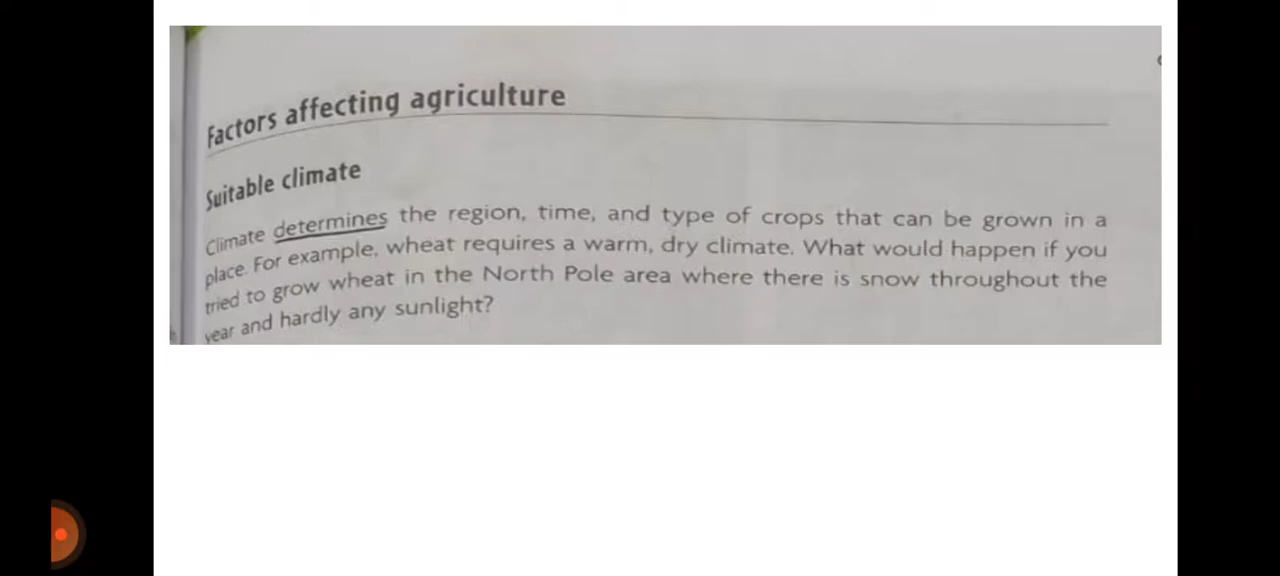 Factors affecting agriculture
Suitable climate
Climate determines the region, time, and type of crops that can be grown in a
place. For example, wheat requires a warm, dry climate. What would happen if you
tried to grow wheat in the North Pole area where there is snow throughout the
year and hardly any sunlight?